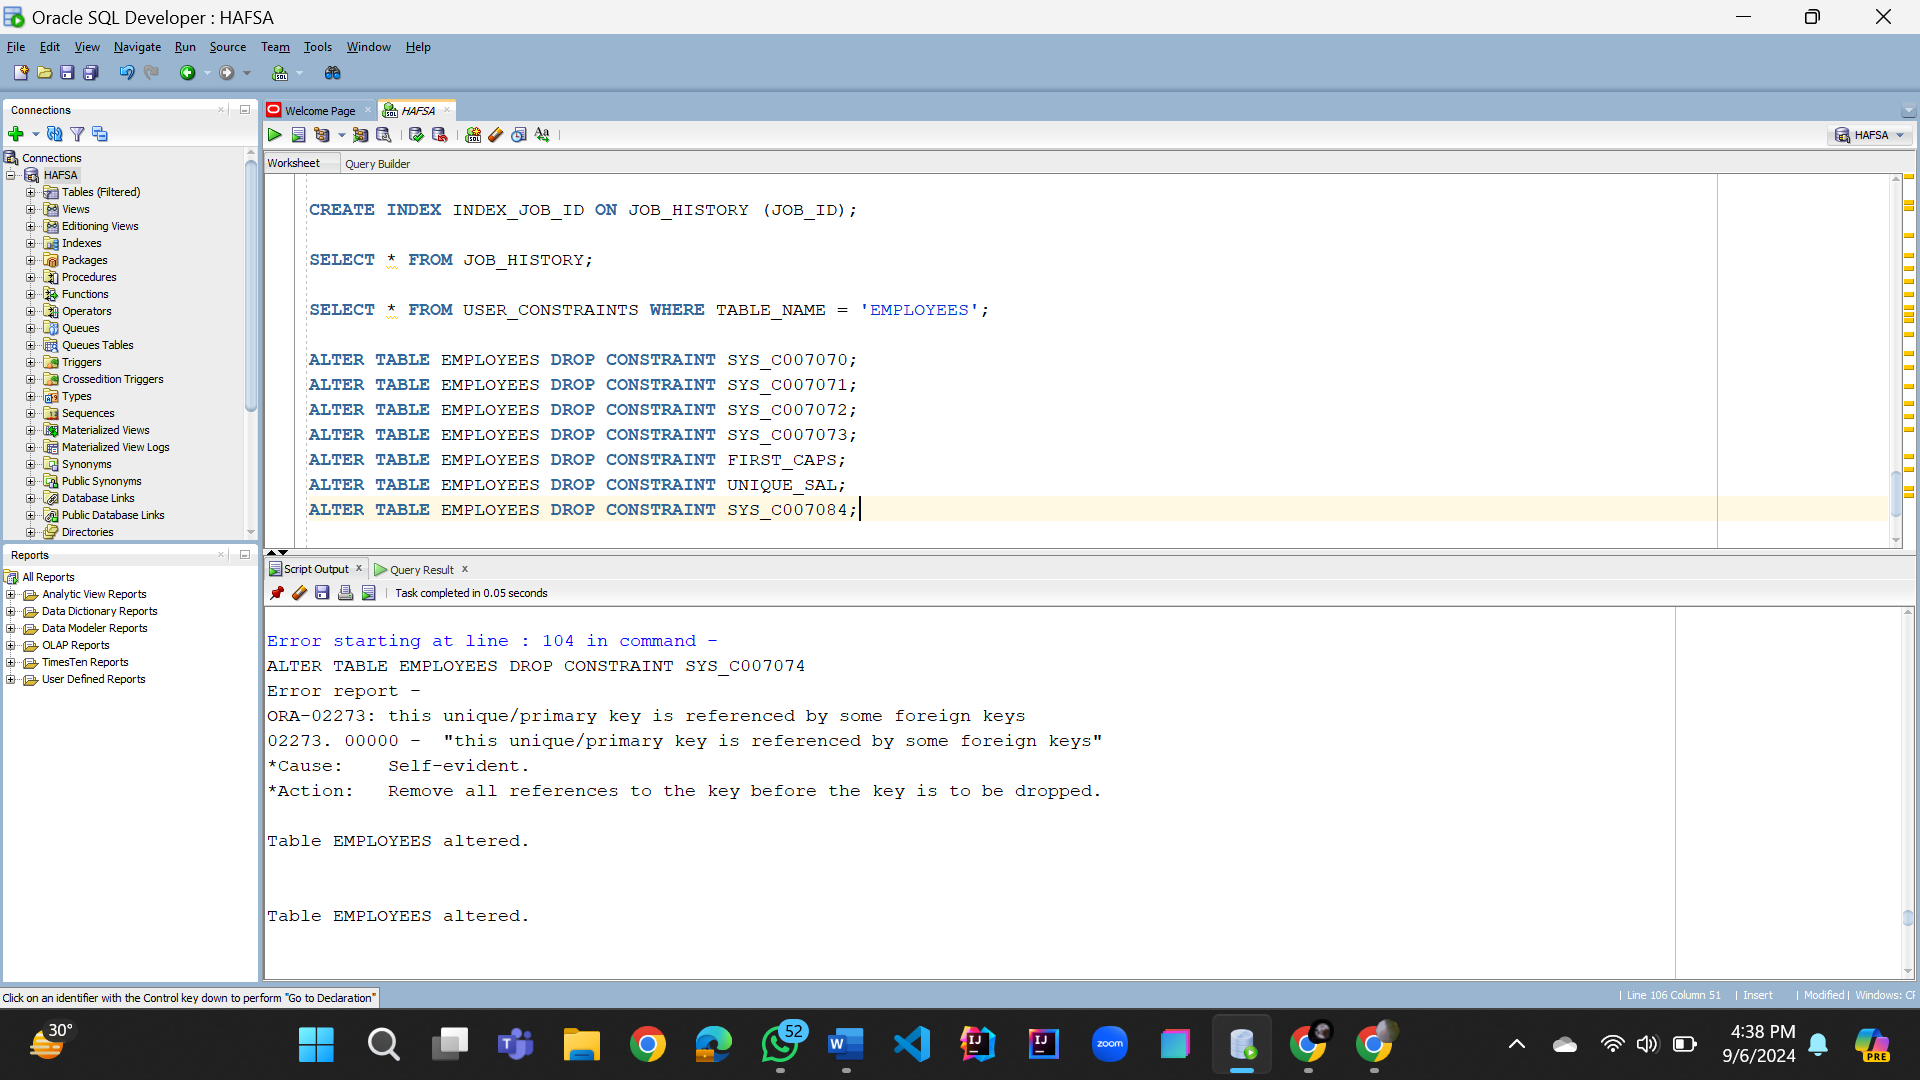 Oracle SQL Developer : HAFSA
File Edit View Navigate Run Source Team Tools Window Help
Connections
Connections
HAFSA
Tables (Filtered)
Views
Editioning Views
Indexes
Packages
Procedures
Functions
Operators
Queues
Queues Tables
Triggers
Crossedition Triggers
Types
Sequences
Materialized Views
Materialized View Logs
Synonyms
Public Synonyms
Database Links
Public Database Links
Directories
Reports
All Reports
Analytic View Reports
Data Dictionary Reports
Data Modeler Reports
OLAP Reports
TimesTen Reports
User Defined Reports
Welcome Page HAFSA
HAFSA
Worksheet Query Builder
CREATE INDEX INDEX_JOB_ID ON JOB_HISTORY (JOB_ID);
SELECT * FROM JOB_HISTORY;
SELECT * FROM USER_CONSTRAINTS WHERE TABLE_NAME = 'EMPLOYEES';
ALTER TABLE EMPLOYEES DROP CONSTRAINT SYS_C007070;
ALTER TABLE EMPLOYEES DROP CONSTRAINT SYS_C007071;
ALTER TABLE EMPLOYEES DROP CONSTRAINT SYS_C007072;
ALTER TABLE EMPLOYEES DROP CONSTRAINT SYS_C007073;
ALTER TABLE EMPLOYEES DROP CONSTRAINT FIRST_CAPS;
ALTER TABLE EMPLOYEES DROP CONSTRAINT UNIQUE_SAL;
ALTER TABLE EMPLOYEES DROP CONSTRAINT SYS_C007084;
Script Output x Query Result x
Task completed in 0.05 seconds
Error starting at line : 104 in command -
ALTER TABLE EMPLOYEES DROP CONSTRAINT SYS_C007074
Error report -
ORA-02273: this unique/primary key is referenced by some foreign keys
02273. 00000 -  "this unique/primary key is referenced by some foreign keys"
*Cause:    Self-evident.
*Action:   Remove all references to the key before the key is to be dropped.
Table EMPLOYEES altered.
Table EMPLOYEES altered.
Click on an identifier with the Control key down to perform "Go to Declaration"
| Line 106 Column 51 | Insert | Modified | Windows: CF
30°
52
zoom
4:38 PM
9/6/2024
PRE